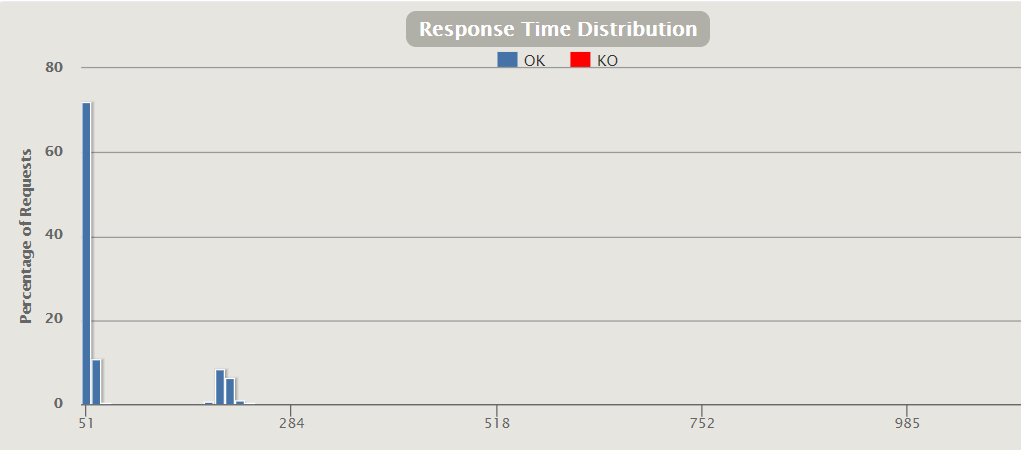 Response Time Distribution
OK KO
Percentage of Requests
80
60
40
20
0
51 284 518 752 985